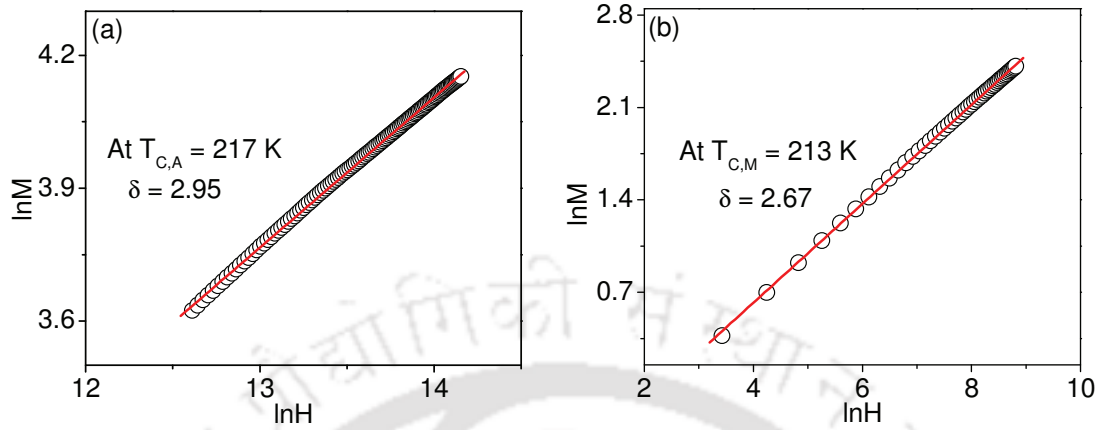 (a)
4.2
3.9
3.6
lnM
At T_C,A = 217 K
δ = 2.95
12
13
14
lnH
(b)
2.8
2.1
1.4
0.7
lnM
At T_C,M = 213 K
δ = 2.67
2
4
6
8
10
lnH